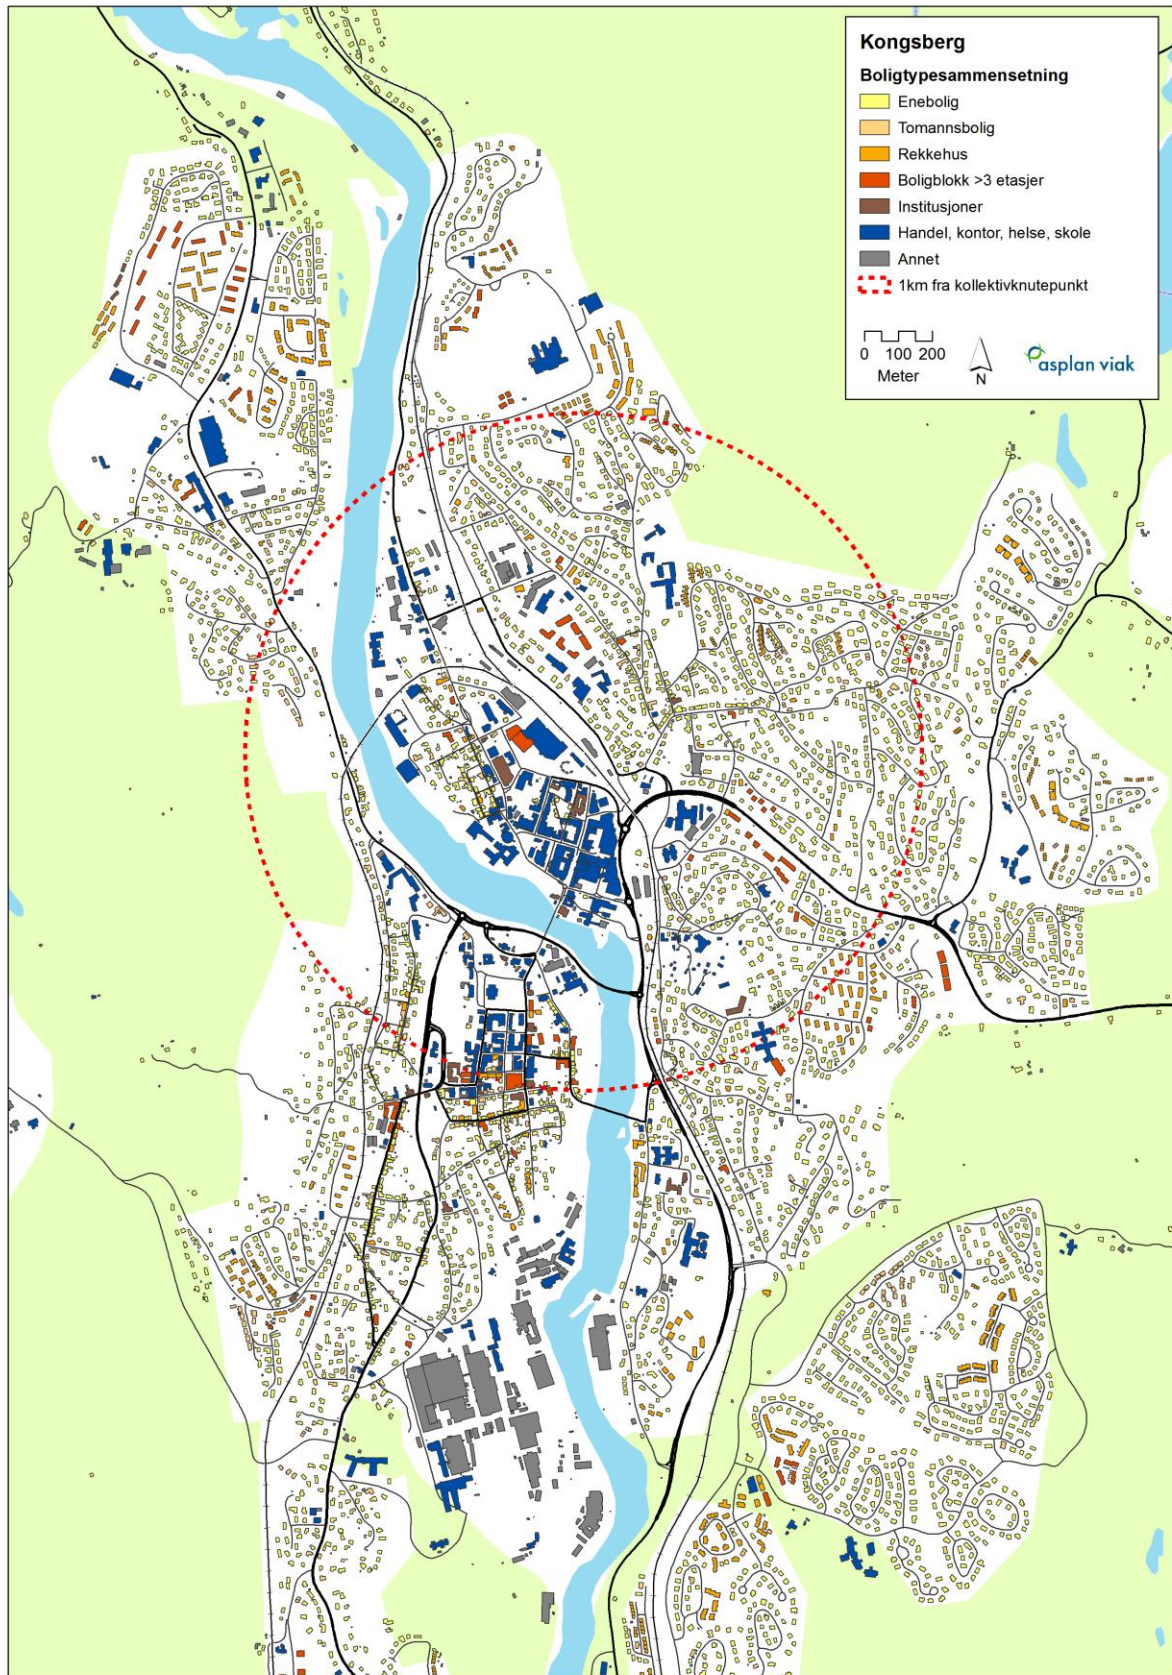 Kongsberg
Boligtypesammensetning
Enebolig
Tomannsbolig
Rekkehus
Boligblokk >3 etasjer
Institusjoner
Handel, kontor, helse, skole
Annet
1km fra kollektivknutepunkt
0 100 200
Meter
N
asplan viak